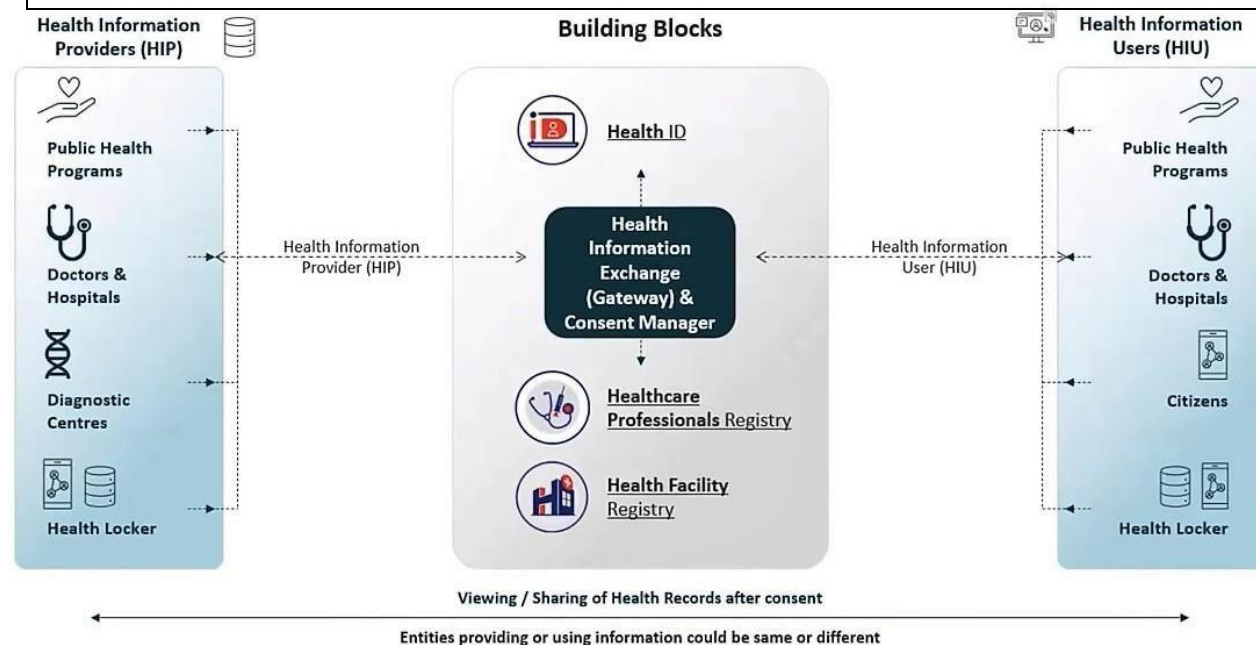 Health Information
Providers (HIP)
Building Blocks
Health Information
Users (HIU)
Public Health
Programs
Doctors &
Hospitals
Diagnostic
Centres
Health Locker
Health Information
Provider (HIP)
iD
Health ID
Health
Information
Exchange
(Gateway) &
Consent Manager
Healthcare
Professionals Registry
Health Facility
Registry
Health Information
User (HIU)
Public Health
Programs
Doctors &
Hospitals
Citizens
Health Locker
Viewing / Sharing of Health Records after consent
Entities providing or using information could be same or different